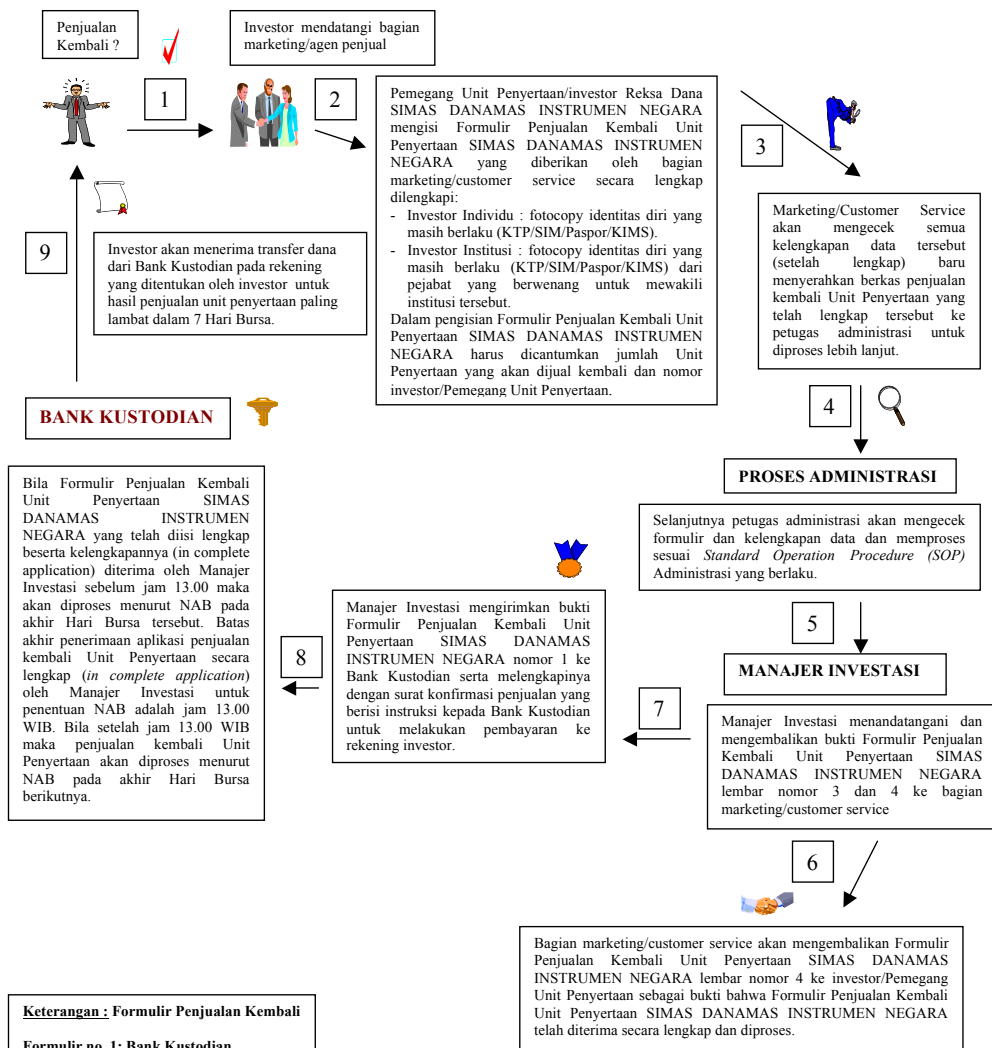 Penjualan
Kembali ?
1
Investor mendatangi bagian
marketing/agen penjual
2
Pemegang Unit Penyertaan/investor Reksa Dana
SIMAS DANAMAS INSTRUMEN NEGARA
mengisi Formulir Penjualan Kembali Unit
Penyertaan SIMAS DANAMAS INSTRUMEN
NEGARA yang diberikan oleh bagian
marketing/customer service secara lengkap
dilengkapi:
- Investor Individu : fotocopy identitas diri yang
masih berlaku (KTP/SIM/Paspor/KIMS).
- Investor Institusi : fotocopy identitas diri yang
masih berlaku (KTP/SIM/Paspor/KIMS) dari
pejabat yang berwenang untuk mewakili
institusi tersebut.
Dalam pengisian Formulir Penjualan Kembali Unit
Penyertaan SIMAS DANAMAS INSTRUMEN
NEGARA harus dicantumkan jumlah Unit
Penyertaan yang akan dijual kembali dan nomor
investor/Pemegang Unit Penyertaan.
3
Marketing/Customer Service
akan mengecek semua
kelengkapan data tersebut
(setelah lengkap) baru
menyerahkan berkas penjualan
kembali Unit Penyertaan yang
telah lengkap tersebut ke
petugas administrasi untuk
diproses lebih lanjut.
4
PROSES ADMINISTRASI
Selanjutnya petugas administrasi akan mengecek
formulir dan kelengkapan data dan memproses
sesuai Standard Operation Procedure (SOP)
Administrasi yang berlaku.
5
MANAJER INVESTASI
Manajer Investasi menandatangani dan
mengembalikan bukti Formulir Penjualan
Kembali Unit Penyertaan SIMAS
DANAMAS INSTRUMEN NEGARA
lembar nomor 3 dan 4 ke bagian
marketing/customer service
6
Bagian marketing/customer service akan mengembalikan Formulir
Penjualan Kembali Unit Penyertaan SIMAS DANAMAS
INSTRUMEN NEGARA lembar nomor 4 ke investor/Pemegang
Unit Penyertaan sebagai bukti bahwa Formulir Penjualan Kembali
Unit Penyertaan SIMAS DANAMAS INSTRUMEN NEGARA
telah diterima secara lengkap dan diproses.
7
Manajer Investasi mengirimkan bukti
Formulir Penjualan Kembali Unit
Penyertaan SIMAS DANAMAS
INSTRUMEN NEGARA nomor 1 ke
Bank Kustodian serta melengkapinya
dengan surat konfirmasi penjualan yang
berisi instruksi kepada Bank Kustodian
untuk melakukan pembayaran ke
rekening investor.
8
BANK KUSTODIAN
Bila Formulir Penjualan Kembali
Unit Penyertaan SIMAS
DANAMAS INSTRUMEN
NEGARA yang telah diisi lengkap
beserta kelengkapannya (in complete
application) diterima oleh Manajer
Investasi sebelum jam 13.00 maka
akan diproses menurut NAB pada
akhir Hari Bursa tersebut. Batas
akhir penerimaan aplikasi penjualan
kembali Unit Penyertaan secara
lengkap (in complete application)
oleh Manajer Investasi untuk
penentuan NAB adalah jam 13.00
WIB. Bila setelah jam 13.00 WIB
maka penjualan kembali Unit
Penyertaan akan diproses menurut
NAB pada akhir Hari Bursa
berikutnya.
9
Investor akan menerima transfer dana
dari Bank Kustodian pada rekening
yang ditentukan oleh investor untuk
hasil penjualan unit penyertaan paling
lambat dalam 7 Hari Bursa.
Keterangan : Formulir Penjualan Kembali
Formulir no. 1: Bank Kustodian